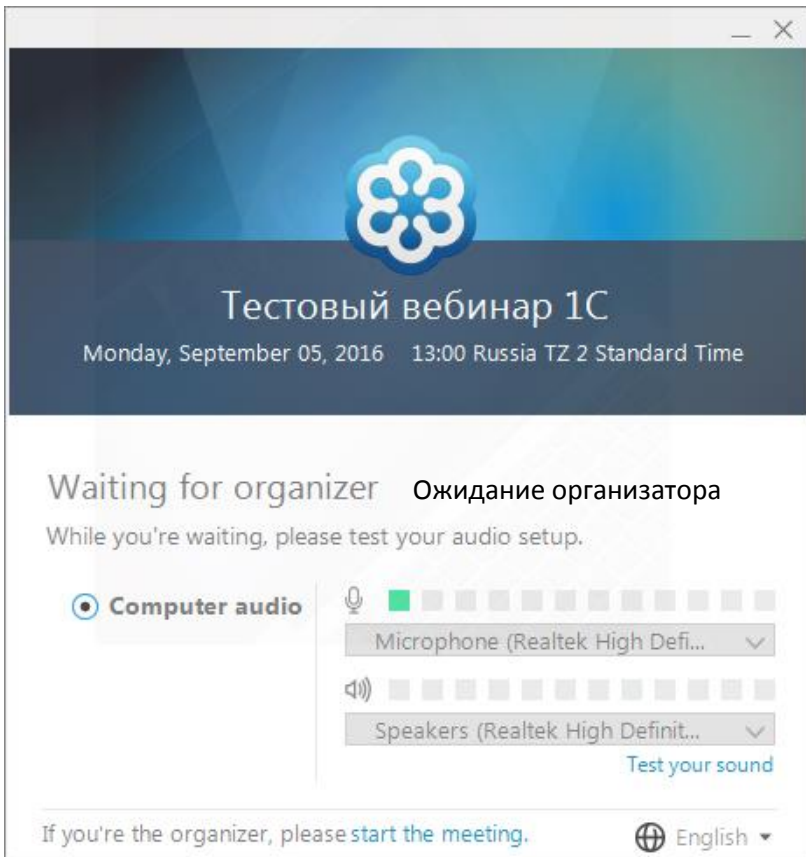 Тестовый вебинар 1С
Monday, September 05, 2016 13:00 Russia TZ 2 Standard Time
Waiting for organizer Ожидание организатора
While you're waiting, please test your audio setup.
Computer audio
Microphone (Realtek High Defi...
Speakers (Realtek High Definit...
Test your sound
If you're the organizer, please start the meeting. English